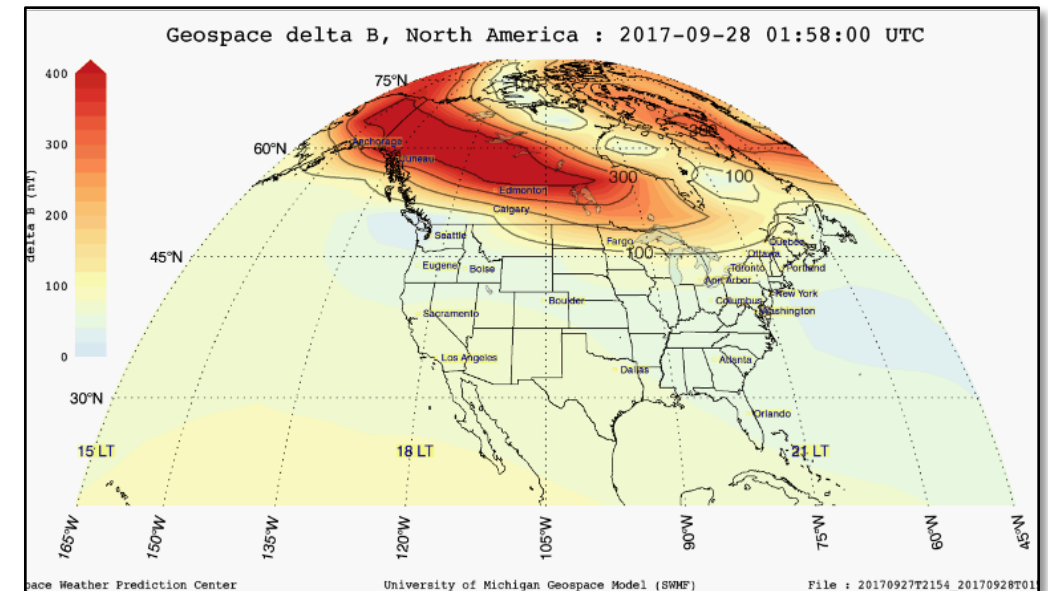 Geospace delta B, North America : 2017-09-28 01:58:00 UTC
400
300
200
100
0
delta B (nT)
75°N
60°N
45°N
30°N
Anchorage
Juneau
Edmonton
Calgary
300
100
100
Seattle
Fargo
Quebec
Ottawa
Eugene
Boise
Toronto
Portland
Ann Arbor
Boulder
Columbus
New York
Sacramento
Washington
Los Angeles
Dallas
Atlanta
Orlando
15 LT
18 LT
21 LT
165°W
150°W
135°W
120°W
105°W
90°W
75°W
60°W
45°W
pace Weather Prediction Center
University of Michigan Geospace Model (SWMF)
File : 20170927T2154_20170928T015